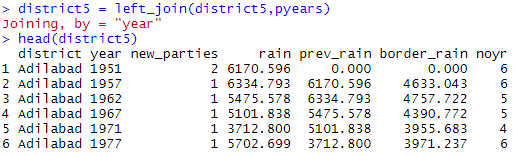 > district5 = left_join(district5,pyears)
Joining, by = "year"
> head(district5)
district year new_parties rain prev_rain border_rain noyr
1 Adilabad 1951 2 6170.596 0.000 0.000 6
2 Adilabad 1957 1 6334.793 6170.596 4633.043 6
3 Adilabad 1962 1 5475.578 6334.793 4757.722 5
4 Adilabad 1967 1 5101.838 5475.578 4390.772 5
5 Adilabad 1971 1 3712.800 5101.838 3955.683 4
6 Adilabad 1977 1 5702.699 3712.800 3971.237 6